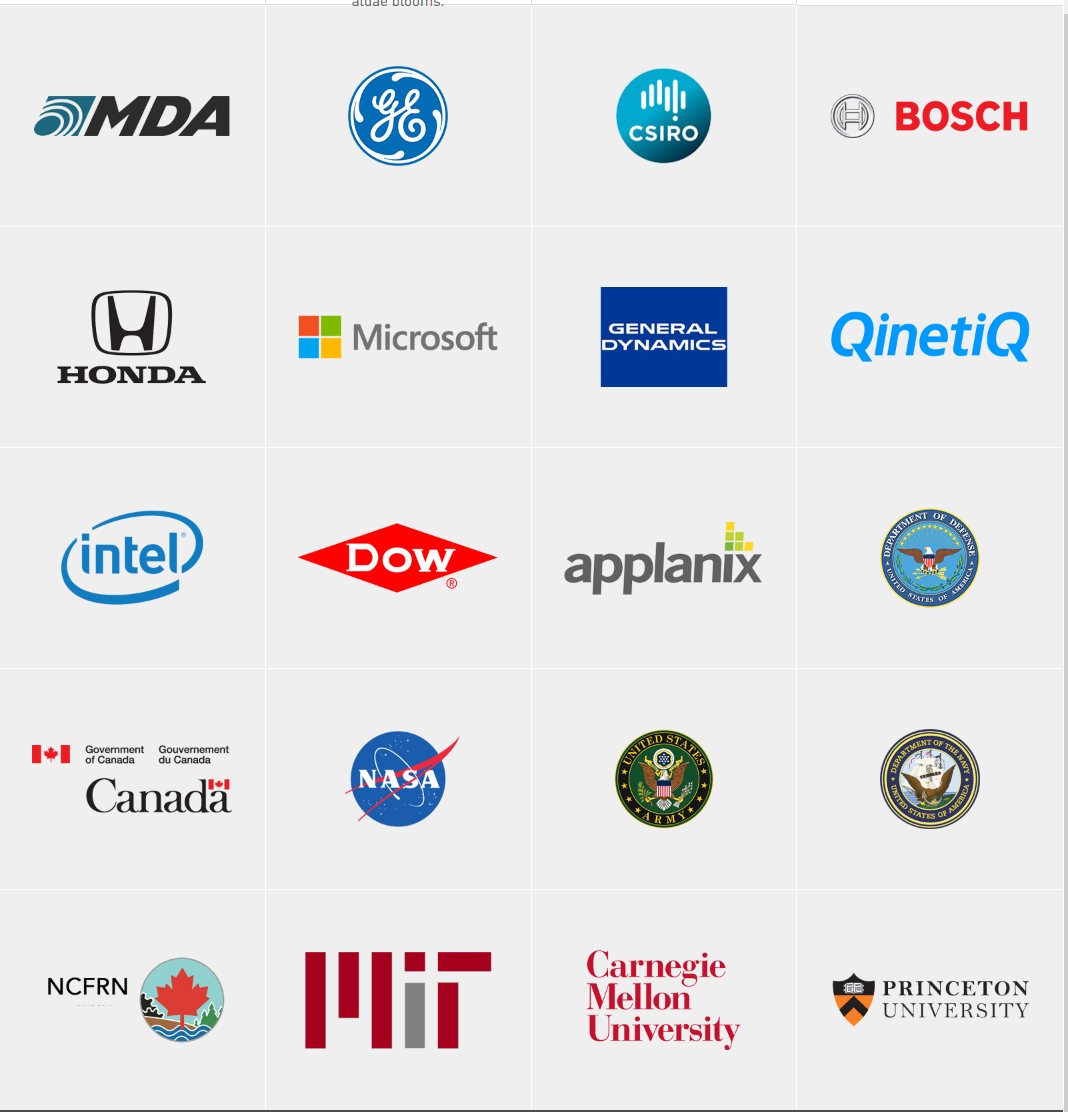 algae blooms.
MDA
GE
CSIRO
BOSCH
HONDA
Microsoft
GENERAL
DYNAMICS
QinetiQ
intel®
Dow®
applanix
DEPARTMENT OF DEFENSE
UNITED STATES OF AMERICA
Government
of Canada
Gouvernement
du Canada
Canada
NASA
UNITED STATES
ARMY
DEPARTMENT OF THE NAVY
UNITED STATES OF AMERICA
NCFRN
MiT
Carnegie
Mellon
University
PRINCETON
UNIVERSITY